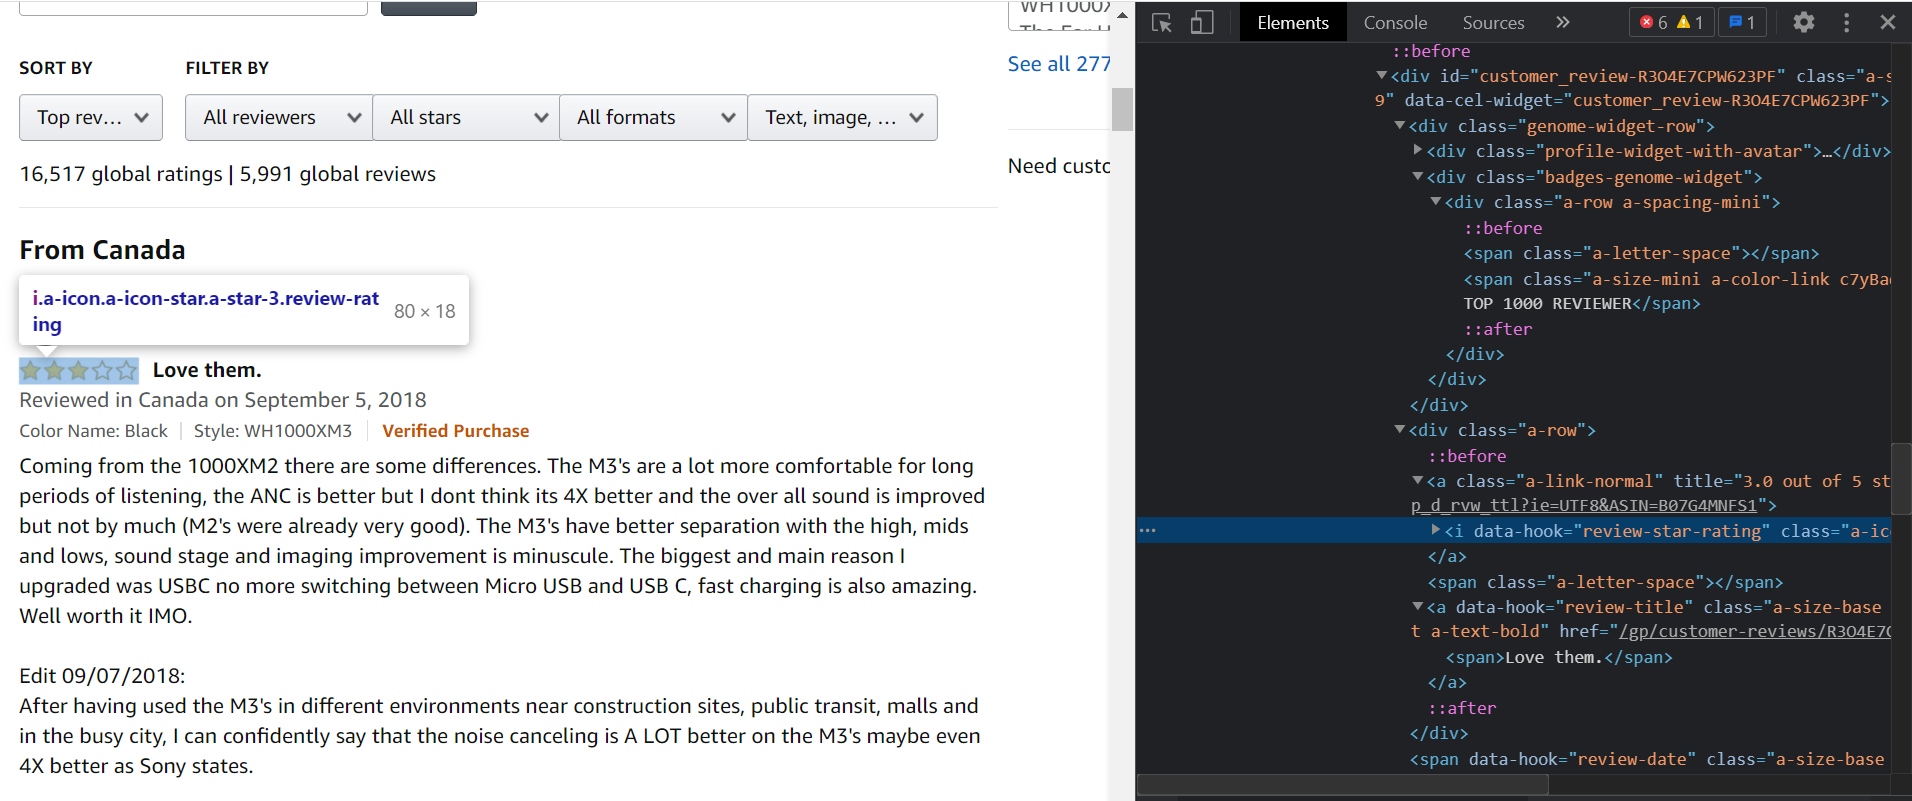 WH1000X
SORT BY
FILTER BY
See all 277
Top rev...
All reviewers
All stars
All formats
Text, image, ...
16,517 global ratings | 5,991 global reviews
Need custo
From Canada
i.a-icon.a-icon-star.a-star-3.review-rat
ing
80 × 18
Love them.
Reviewed in Canada on September 5, 2018
Color Name: Black | Style: WH1000XM3 | Verified Purchase
Coming from the 1000XM2 there are some differences. The M3's are a lot more comfortable for long
periods of listening, the ANC is better but I dont think its 4X better and the over all sound is improved
but not by much (M2's were already very good). The M3's have better separation with the high, mids
and lows, sound stage and imaging improvement is minuscule. The biggest and main reason I
upgraded was USBC no more switching between Micro USB and USB C, fast charging is also amazing.
Well worth it IMO.
Edit 09/07/2018:
After having used the M3's in different environments near construction sites, public transit, malls and
in the busy city, I can confidently say that the noise canceling is A LOT better on the M3's maybe even
4X better as Sony states.
Elements
Console
Sources
6
1
1
::before
<div id="customer_review-R3O4E7CPW623PF" class="a-s
9" data-cel-widget="customer_review-R3O4E7CPW623PF">
<div class="genome-widget-row">
<div class="profile-widget-with-avatar">…</div>
<div class="badges-genome-widget">
<div class="a-row a-spacing-mini">
::before
<span class="a-letter-space"></span>
<span class="a-size-mini a-color-link c7yBad
TOP 1000 REVIEWER</span>
::after
</div>
</div>
</div>
<div class="a-row">
::before
<a class="a-link-normal" title="3.0 out of 5 st
p_d_rvw_ttl?ie=UTF8&ASIN=B07G4MNFS1">
<i data-hook="review-star-rating" class="a-ic
</a>
<span class="a-letter-space"></span>
<a data-hook="review-title" class="a-size-base
t a-text-bold" href="/gp/customer-reviews/R3O4E7C
<span>Love them.</span>
</a>
::after
</div>
<span data-hook="review-date" class="a-size-base